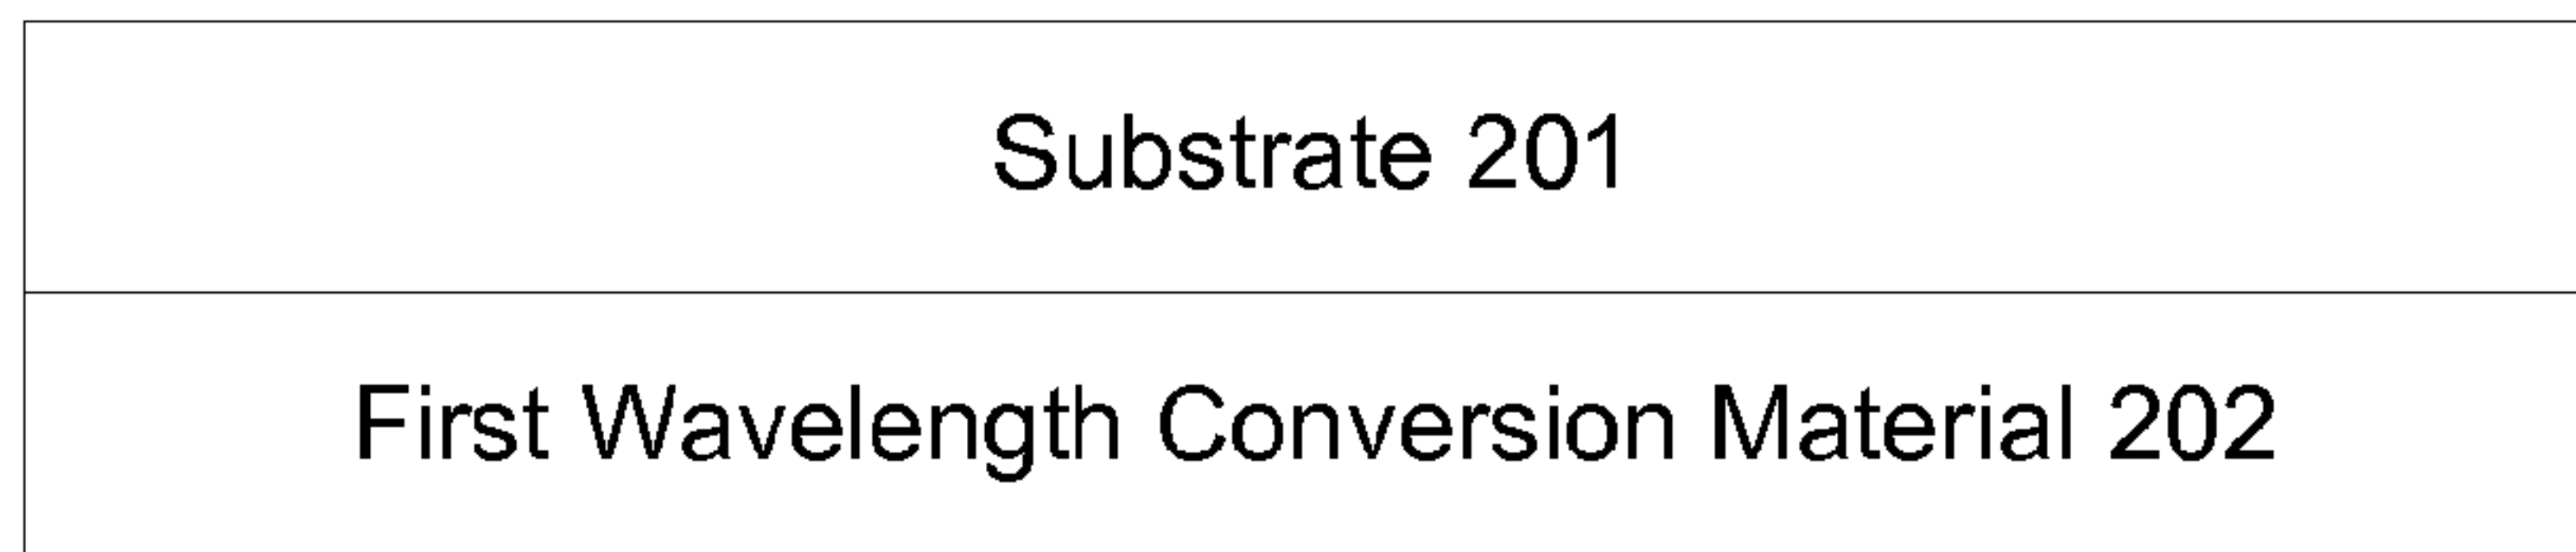 Substrate 201
First Wavelength Conversion Material 202